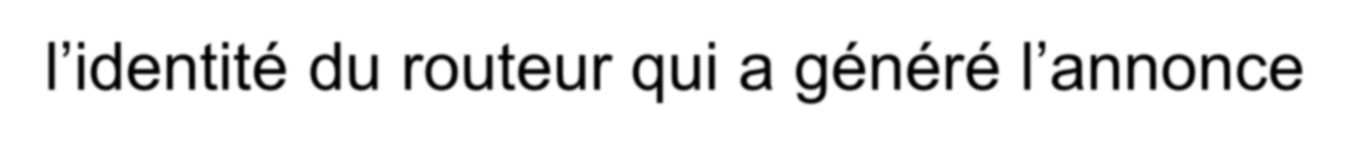 l’identité du routeur qui a généré l’annonce